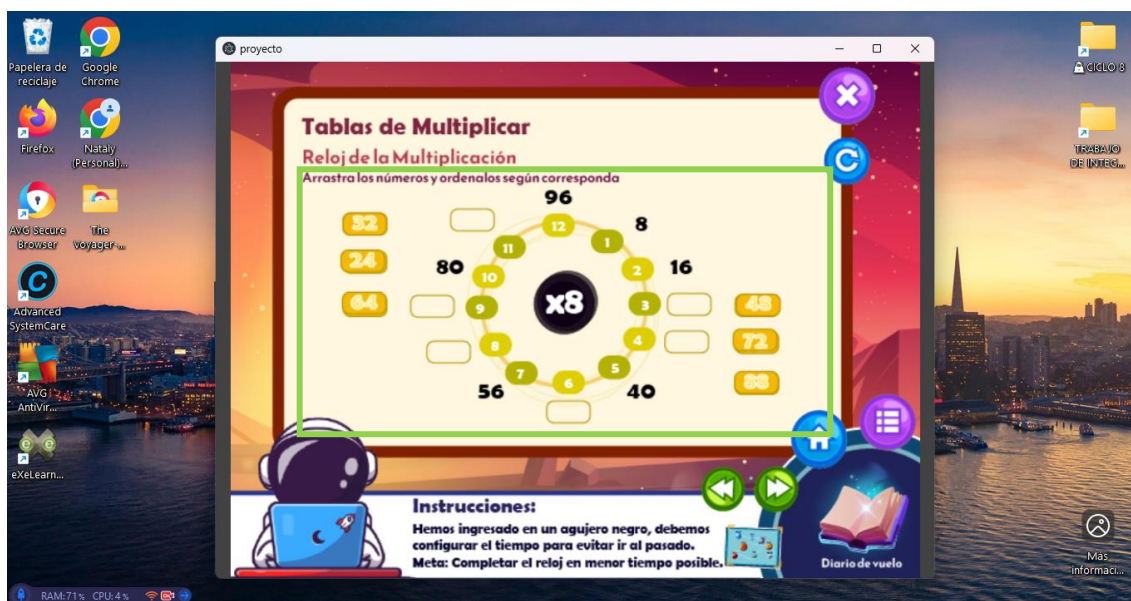 Papelera de reciclaje
Google Chrome
Firefox
Nataly (Personal)...
AVG Secure Browser
The Voyager-...
Advanced SystemCare
AVG AntiVir...
eXeLearn...
CICLO 8
TRABAJO DE INTEG...
Mas informaci...
proyecto
Tablas de Multiplicar
Reloj de la Multiplicación
Arrastra los números y ordenalos según corresponda
32
24
64
96
8
16
40
56
80
12
1
2
3
4
5
6
7
8
9
10
11
x8
48
72
88
Instrucciones:
Hemos ingresado en un agujero negro, debemos
configurar el tiempo para evitar ir al pasado.
Meta: Completar el reloj en menor tiempo posible.
Diario de vuelo
RAM:71% CPU:4%